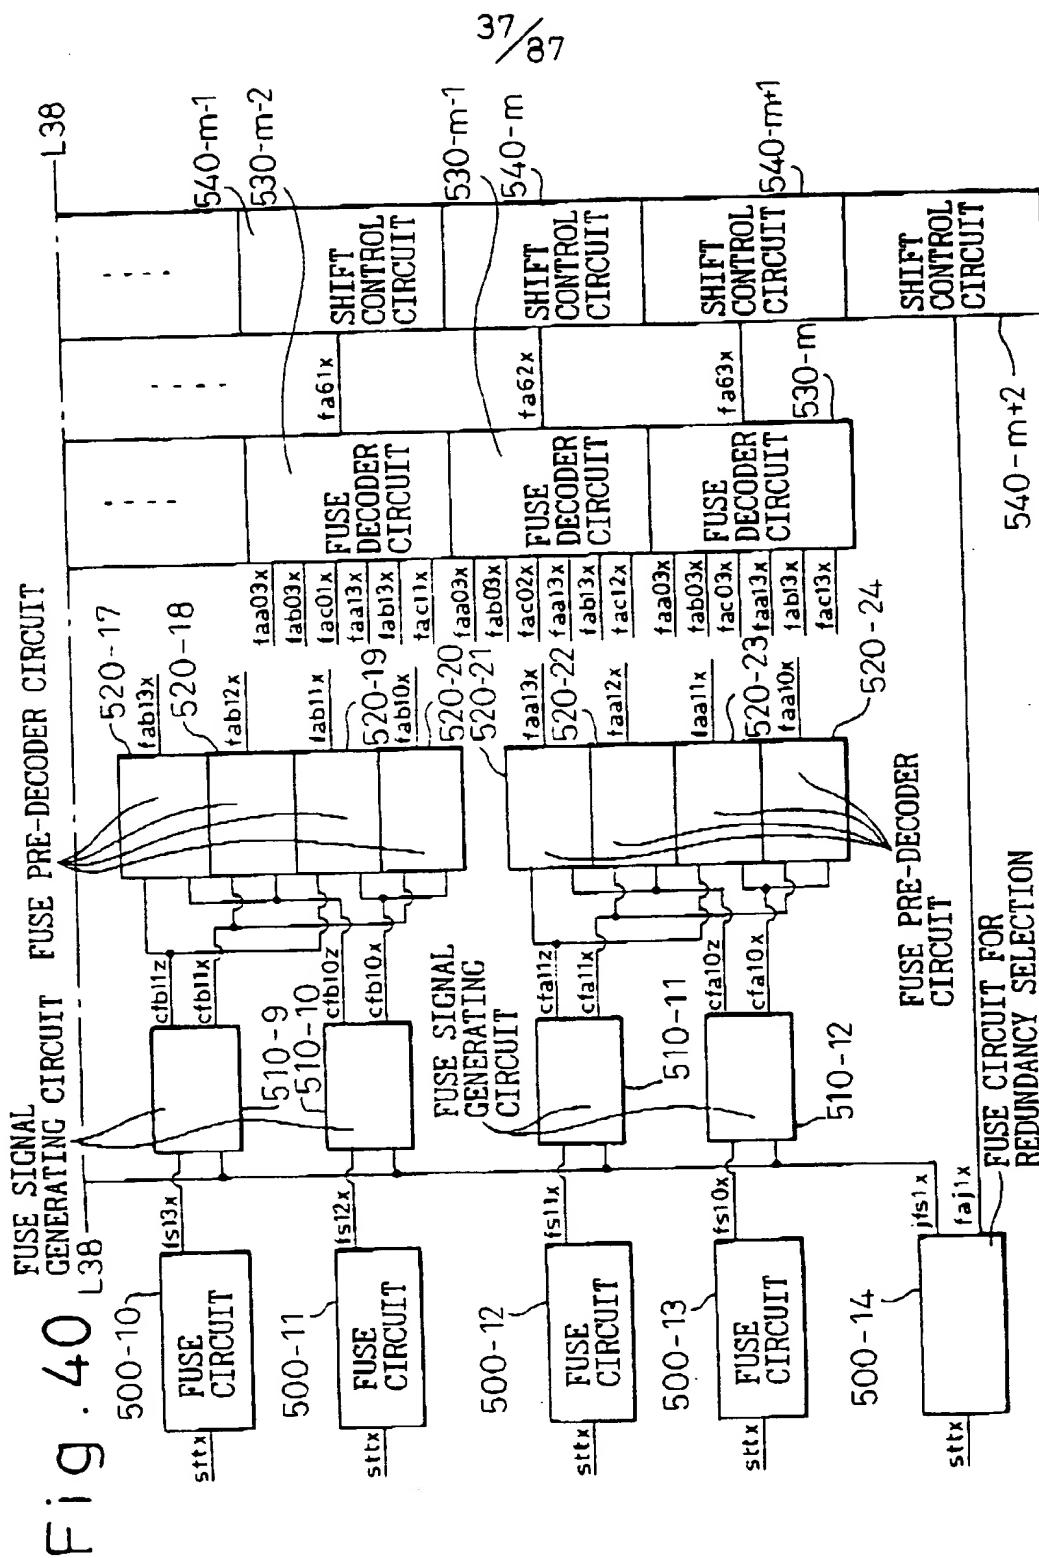 37/87
Fig. 40
FUSE SIGNAL
GENERATING CIRCUIT
FUSE PRE-DECODER CIRCUIT
L38
L38
500-10
FUSE
CIRCUIT
sttx
fs13x
500-11
FUSE
CIRCUIT
sttx
fs12x
500-12
FUSE
CIRCUIT
sttx
fs11x
500-13
FUSE
CIRCUIT
sttx
fs10x
500-14
sttx
jfs1x
faj1x
FUSE CIRCUIT FOR
REDUNDANCY SELECTION
510-9
510-10
FUSE SIGNAL
GENERATING
CIRCUIT
510-11
510-12
cfb11z
cfb11x
cfb10z
cfb10x
cfa11z
cfa11x
cfa10z
cfa10x
520-17
fab13x
520-18
fab12x
fab11x
520-19
fab10x
520-20
520-21
faa13x
520-22
faa12x
faa11x
520-23
faa10x
520-24
FUSE PRE-DECODER
CIRCUIT
faa03x
fab03x
fac01x
faa13x
fab13x
fac11x
faa03x
fab03x
fac02x
faa13x
fab13x
fac12x
faa03x
fab03x
fac03x
faa13x
fab13x
fac13x
FUSE
DECODER
CIRCUIT
FUSE
DECODER
CIRCUIT
FUSE
DECODER
CIRCUIT
fa61x
fa62x
fa63x
530-m
SHIFT
CONTROL
CIRCUIT
SHIFT
CONTROL
CIRCUIT
SHIFT
CONTROL
CIRCUIT
SHIFT
CONTROL
CIRCUIT
540-m-1
530-m-2
530-m-1
540-m
540-m+1
540-m+2